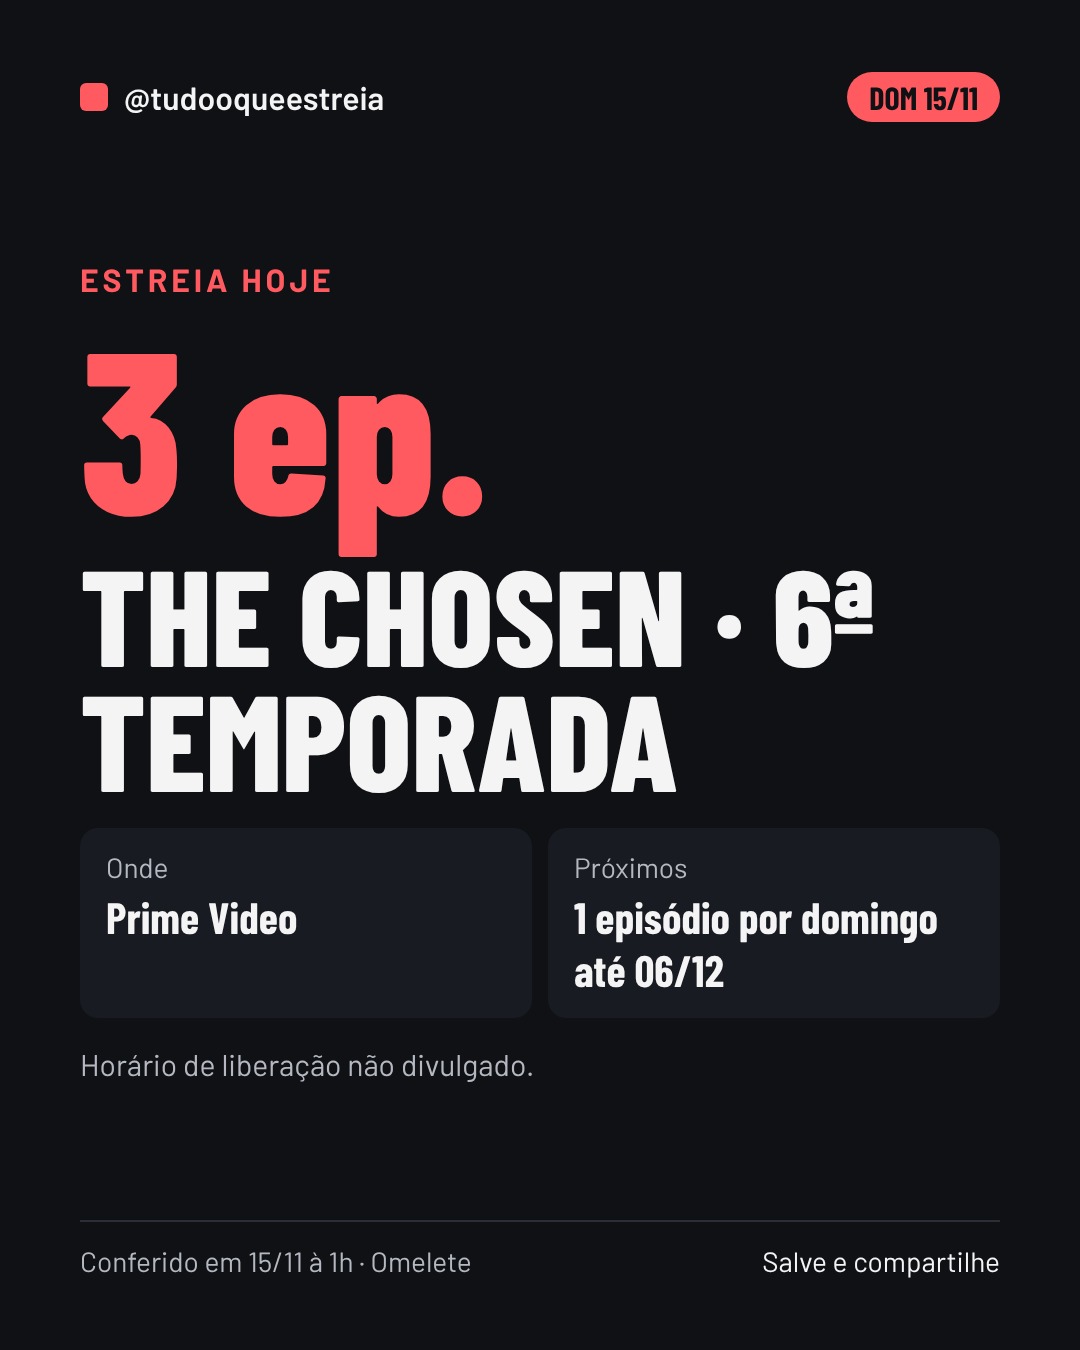 @tudooqueestreia
DOM 15/11
ESTREIA HOJE
3 ep.
THE CHOSEN · 6ª
TEMPORADA
Onde
Prime Video
Próximos
1 episódio por domingo
até 06/12
Horário de liberação não divulgado.
Conferido em 15/11 à 1h · Omelete
Salve e compartilhe